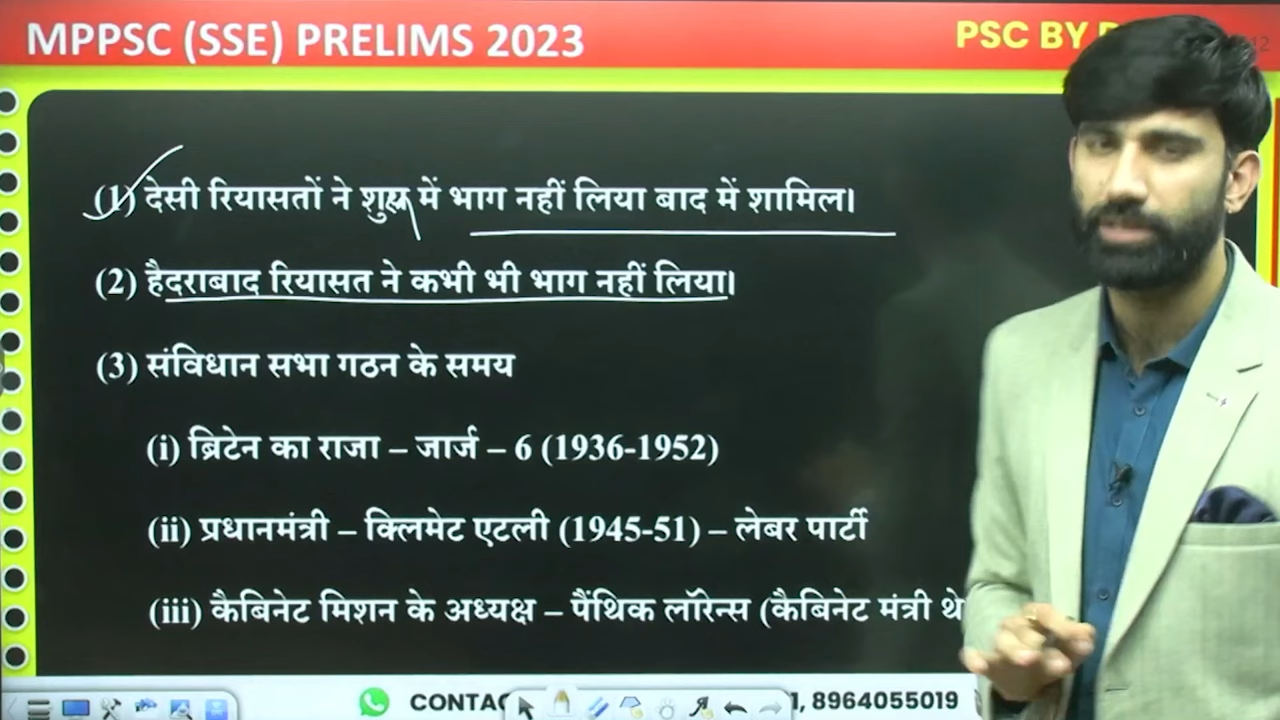 MPPSC (SSE) PRELIMS 2023
PSC BY
(1) देसी रियासतों ने शुरू में भाग नहीं लिया बाद में शामिल।
(2) हैदराबाद रियासत ने कभी भी भाग नहीं लिया।
(3) संविधान सभा गठन के समय
(i) ब्रिटेन का राजा – जार्ज – 6 (1936-1952)
(ii) प्रधानमंत्री – क्लिमेट एटली (1945-51) – लेबर पार्टी
(iii) कैबिनेट मिशन के अध्यक्ष – पैंथिक लॉरेन्स (कैबिनेट मंत्री थे
8964055019